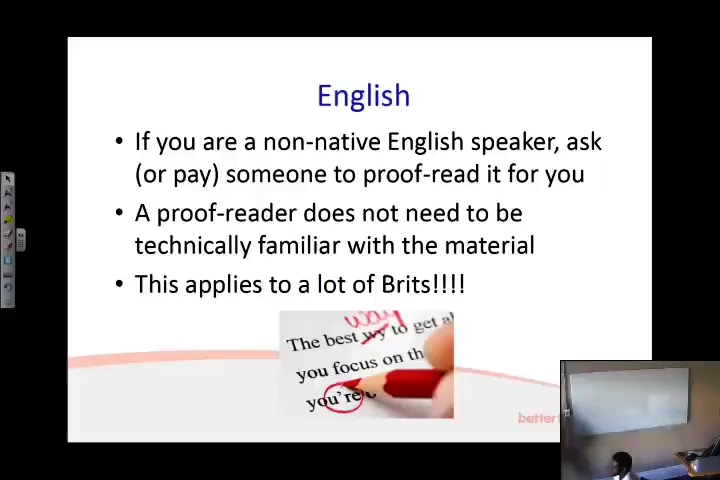 English
• If you are a non-native English speaker, ask
(or pay) someone to proof-read it for you
• A proof-reader does not need to be
technically familiar with the material
• This applies to a lot of Brits!!!!
way
The best wy to get
you focus on
you're
better